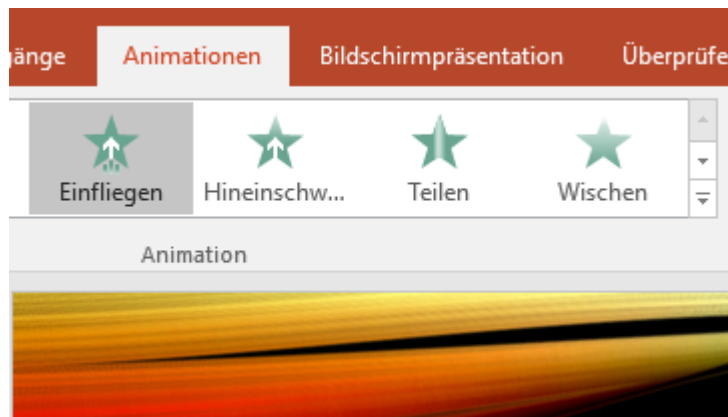 gänge Animationen Bildschirmpräsentation Überprüfe
Einfliegen Hineinschw... Teilen Wischen
Animation